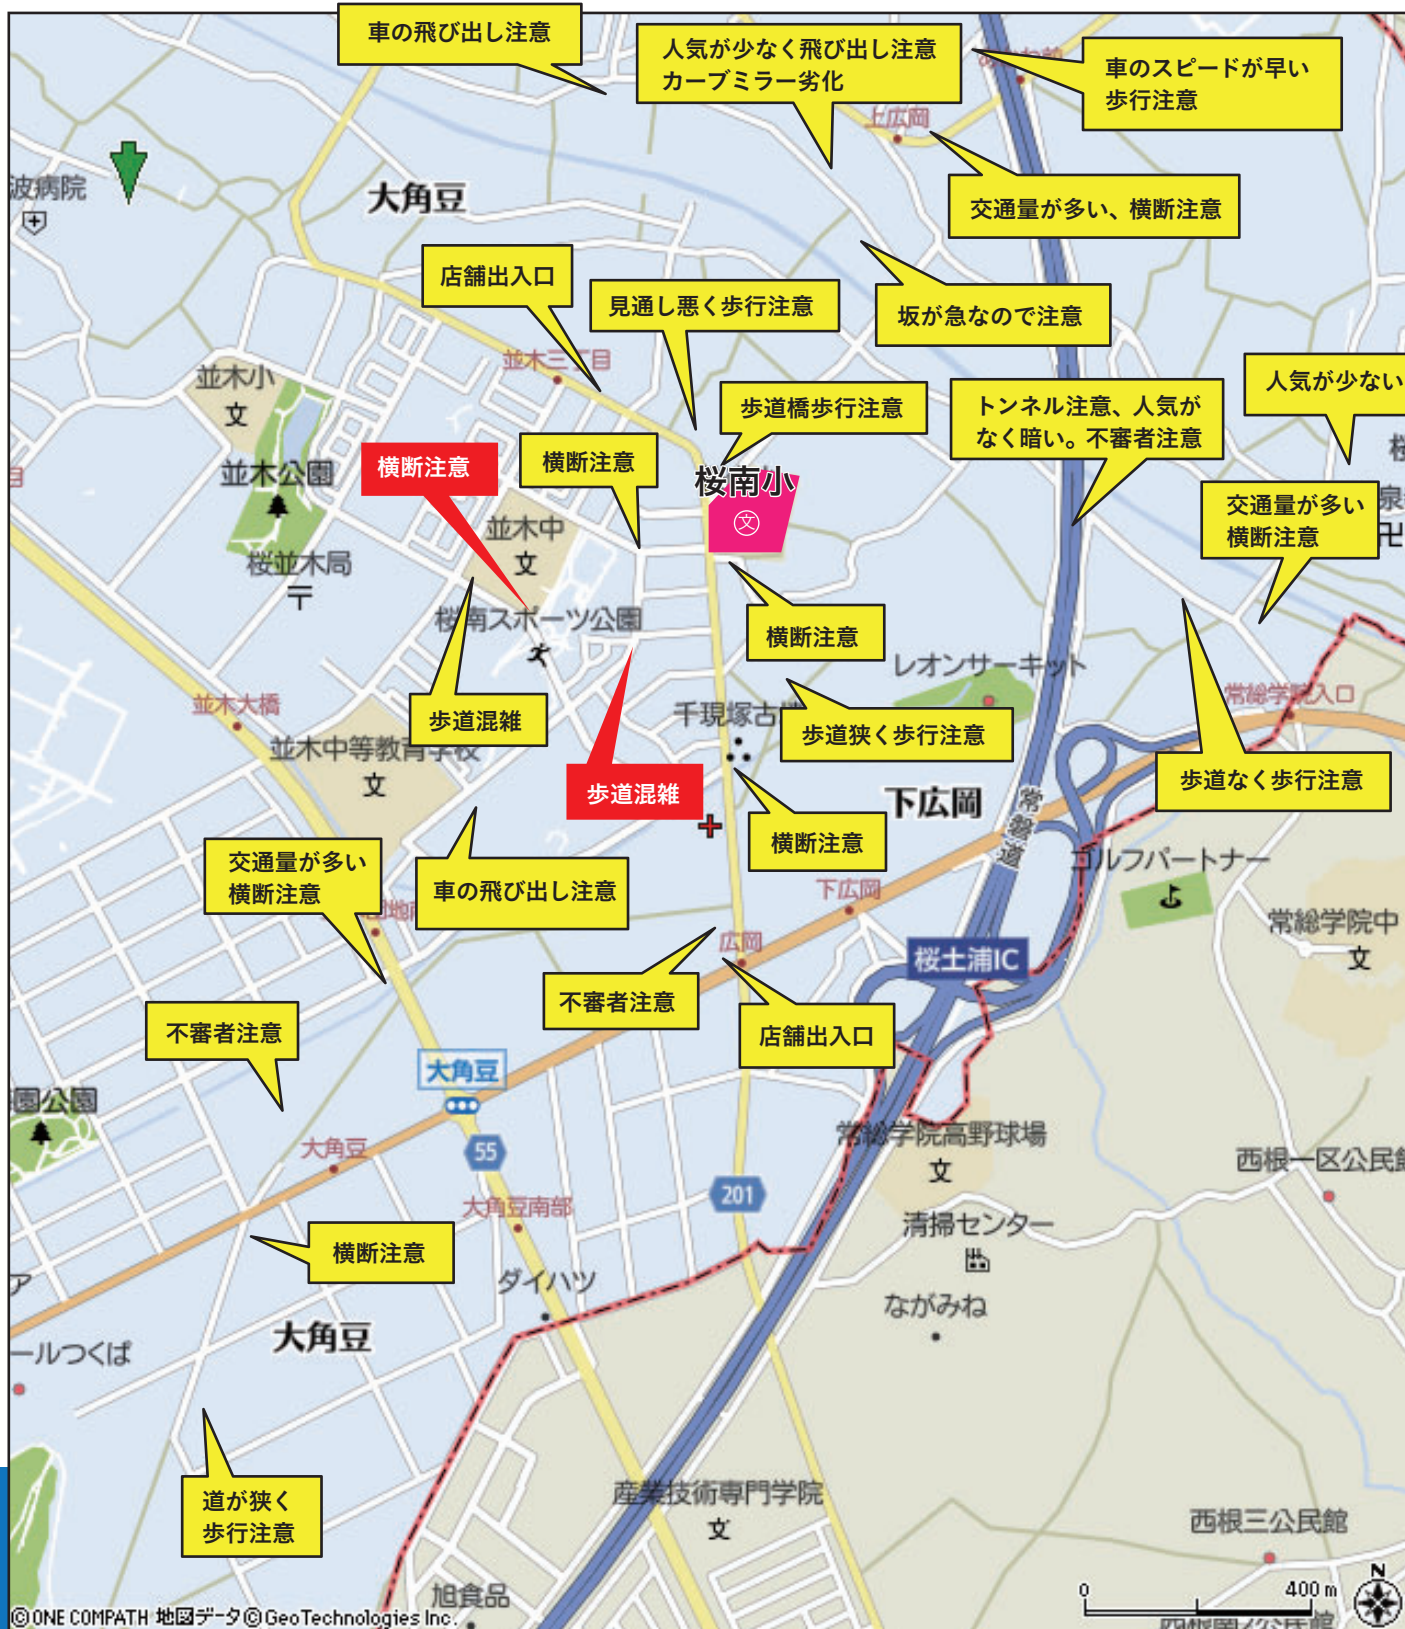 車の飛び出し注意
人気が少なく飛び出し注意
カーブミラー劣化
車のスピードが早い
歩行注意
上広岡
波病院
大角豆
交通量が多い、横断注意
店舗出入口
見通し悪く歩行注意
坂が急なので注意
並木三丁目
並木小
文
歩道橋歩行注意
トンネル注意、人気が
なく暗い。不審者注意
人気が少ない
横断注意
横断注意
桜南小
文
並木公園
交通量が多い
横断注意
並木中
文
桜並木局
桜南スポーツ公園
横断注意
レオンサーキット
常総学院入口
並木大橋
歩道混雑
千現塚古
歩道狭く歩行注意
並木中等教育学校
文
歩道なく歩行注意
歩道混雑
下広岡
常磐道
横断注意
交通量が多い
横断注意
車の飛び出し注意
ゴルフパートナー
下広岡
常総学院中
文
広岡
桜土浦IC
不審者注意
店舗出入口
不審者注意
大角豆
園公園
常総学院高野球場
文
大角豆
55
西根一区公民館
201
大角豆南部
清掃センター
横断注意
ダイハツ
ア
ながみね
大角豆
ールつくば
道が狭く
歩行注意
産業技術専門学院
文
西根三公民館
旭食品
0
400 m
N
©ONE COMPATH 地図データ©GeoTechnologies Inc.